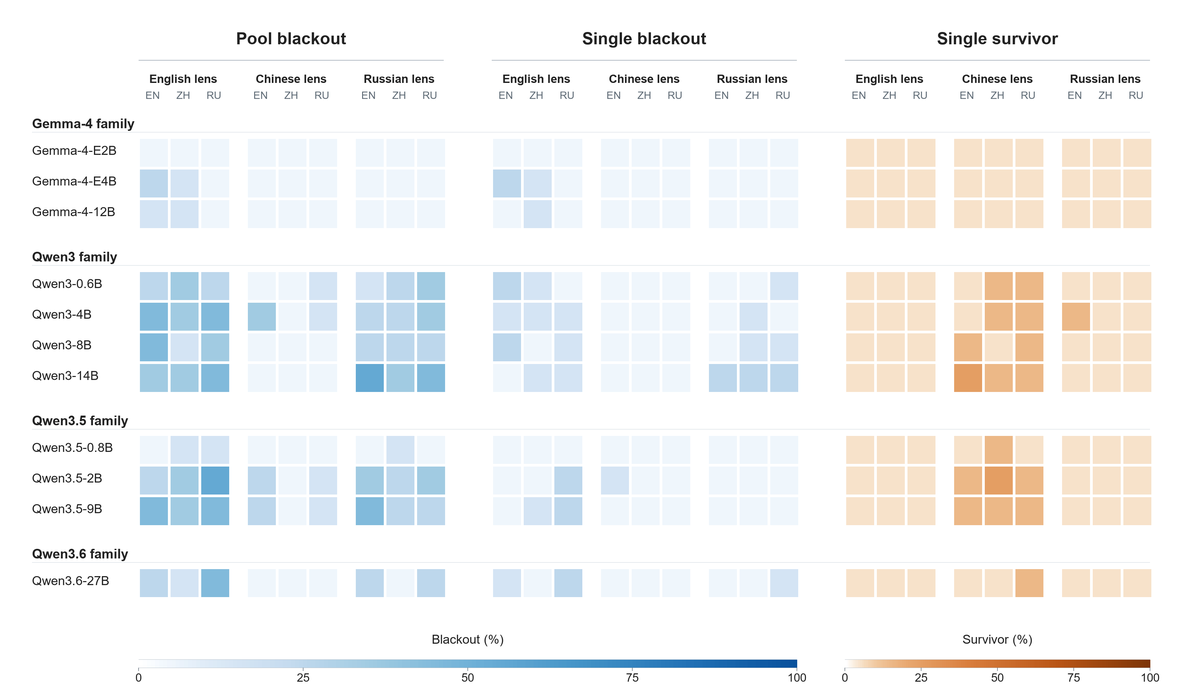 Pool blackout Single blackout Single survivor
English lens Chinese lens Russian lens English lens Chinese lens Russian lens English lens Chinese lens Russian lens
EN ZH RU EN ZH RU EN ZH RU EN ZH RU EN ZH RU EN ZH RU EN ZH RU EN ZH RU EN ZH RU
Gemma-4 family
Gemma-4-E2B
Gemma-4-E4B
Gemma-4-12B
Qwen3 family
Qwen3-0.6B
Qwen3-4B
Qwen3-8B
Qwen3-14B
Qwen3.5 family
Qwen3.5-0.8B
Qwen3.5-2B
Qwen3.5-9B
Qwen3.6 family
Qwen3.6-27B
Blackout (%) Survivor (%)
0 25 50 75 100 0 25 50 75 100